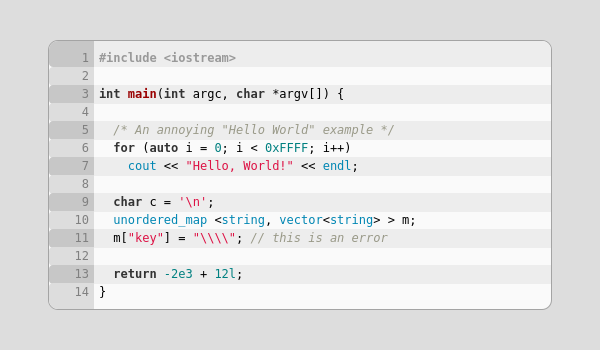 1 #include <iostream>
2
3 int main(int argc, char *argv[]) {
4
5   /* An annoying "Hello World" example */
6   for (auto i = 0; i < 0xFFFF; i++)
7     cout << "Hello, World!" << endl;
8
9   char c = '\n';
10   unordered_map <string, vector<string> > m;
11   m["key"] = "\\\\"; // this is an error
12
13   return -2e3 + 12l;
14 }